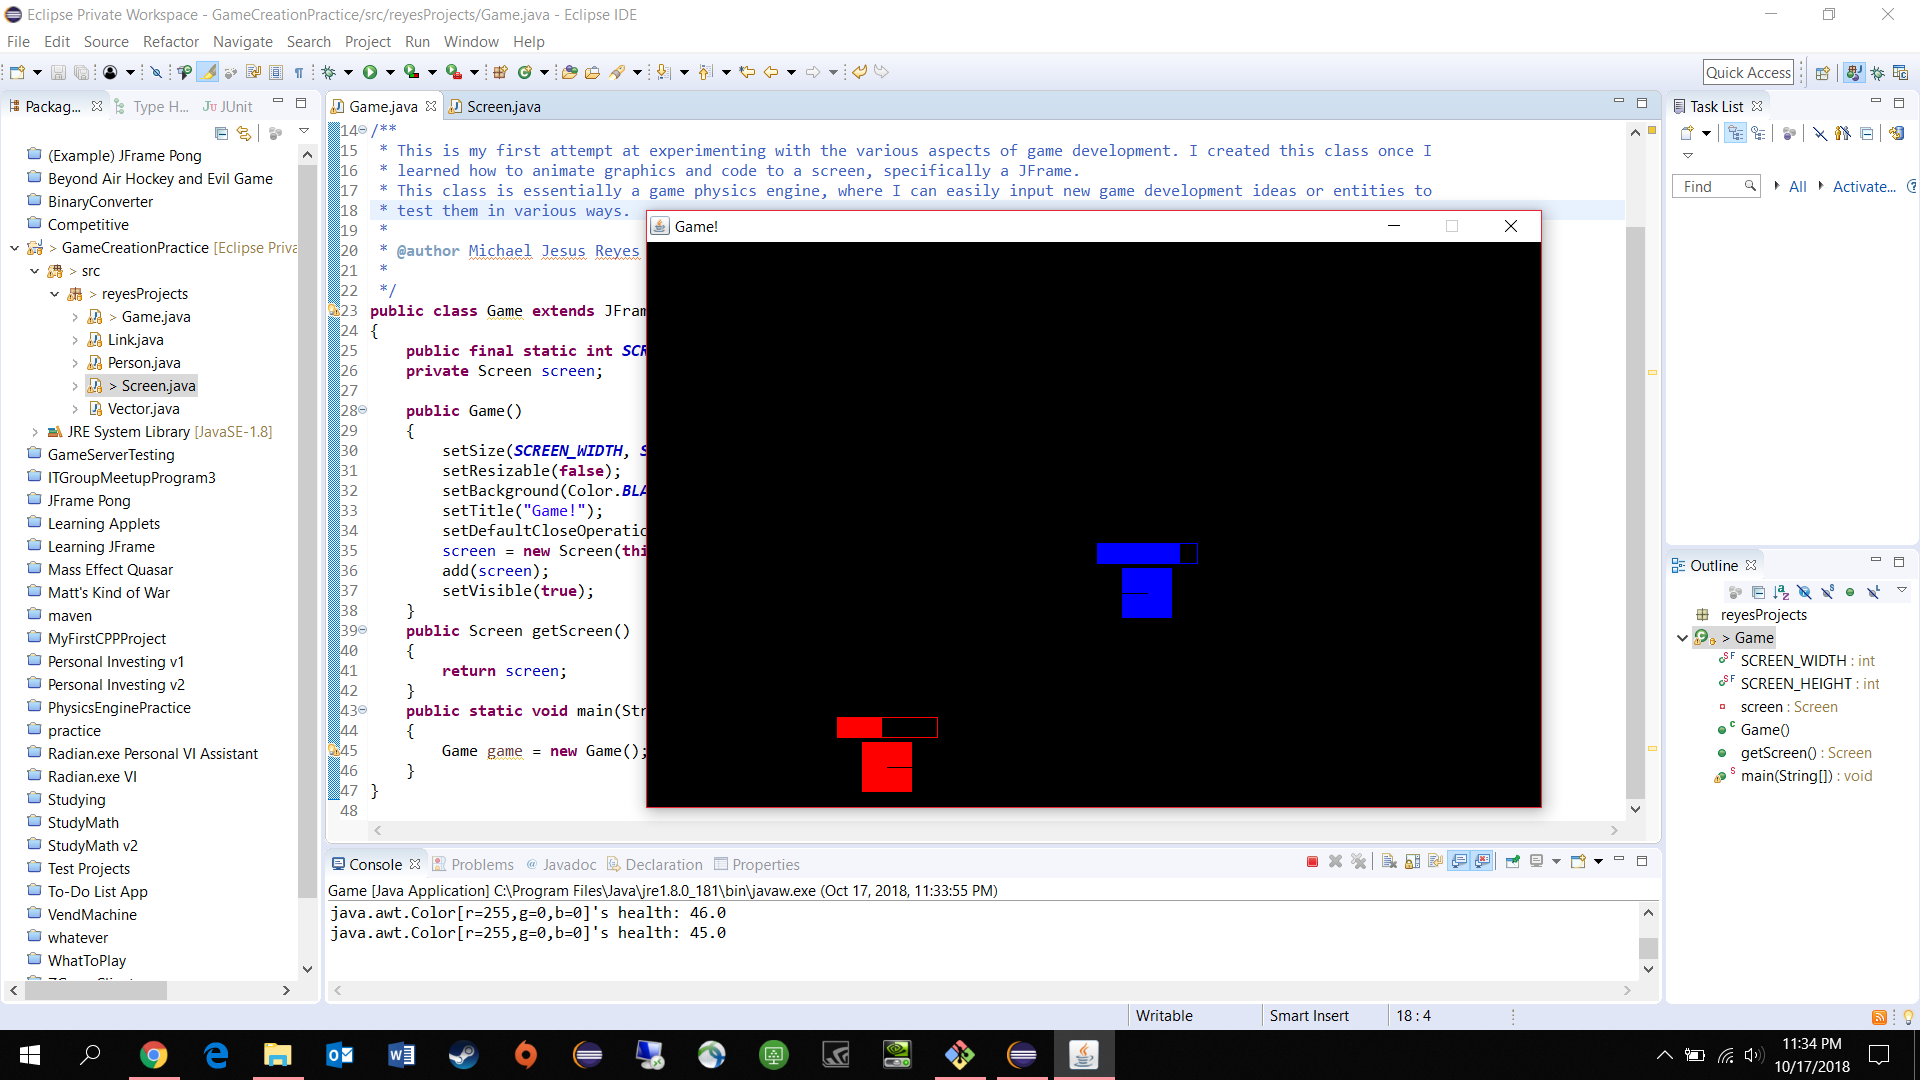 Eclipse Private Workspace - GameCreationPractice/src/reyesProjects/Game.java - Eclipse IDE
File Edit Source Refactor Navigate Search Project Run Window Help
Quick Access
Packag... Type H... JUnit
(Example) JFrame Pong
Beyond Air Hockey and Evil Game
BinaryConverter
Competitive
> GameCreationPractice [Eclipse Priva
> src
> reyesProjects
> Game.java
Link.java
Person.java
> Screen.java
Vector.java
JRE System Library [JavaSE-1.8]
GameServerTesting
ITGroupMeetupProgram3
JFrame Pong
Learning Applets
Learning JFrame
Mass Effect Quasar
Matt's Kind of War
maven
MyFirstCPPProject
Personal Investing v1
Personal Investing v2
PhysicsEnginePractice
practice
Radian.exe Personal VI Assistant
Radian.exe VI
Studying
StudyMath
StudyMath v2
Test Projects
To-Do List App
VendMachine
whatever
WhatToPlay
Game.java Screen.java
14 /**
15 * This is my first attempt at experimenting with the various aspects of game development. I created this class once I
16 * learned how to animate graphics and code to a screen, specifically a JFrame.
17 * This class is essentially a game physics engine, where I can easily input new game development ideas or entities to
18 * test them in various ways.
19 *
20 * @author Michael Jesus Reyes
21 *
22 */
23 public class Game extends JFram
24 {
25 public final static int SCR
26 private Screen screen;
27
28 public Game()
29 {
30 setSize(SCREEN_WIDTH, S
31 setResizable(false);
32 setBackground(Color.BLA
33 setTitle("Game!");
34 setDefaultCloseOperatio
35 screen = new Screen(thi
36 add(screen);
37 setVisible(true);
38 }
39 public Screen getScreen()
40 {
41 return screen;
42 }
43 public static void main(Str
44 {
45 Game game = new Game();
46 }
47 }
48
Game!
Console Problems @ Javadoc Declaration Properties
Game [Java Application] C:\Program Files\Java\jre1.8.0_181\bin\javaw.exe (Oct 17, 2018, 11:33:55 PM)
java.awt.Color[r=255,g=0,b=0]'s health: 46.0
java.awt.Color[r=255,g=0,b=0]'s health: 45.0
Task List
Find All Activate...
Outline
reyesProjects
> Game
SCREEN_WIDTH : int
SCREEN_HEIGHT : int
screen : Screen
Game()
getScreen() : Screen
main(String[]) : void
Writable Smart Insert 18 : 4
11:34 PM
10/17/2018